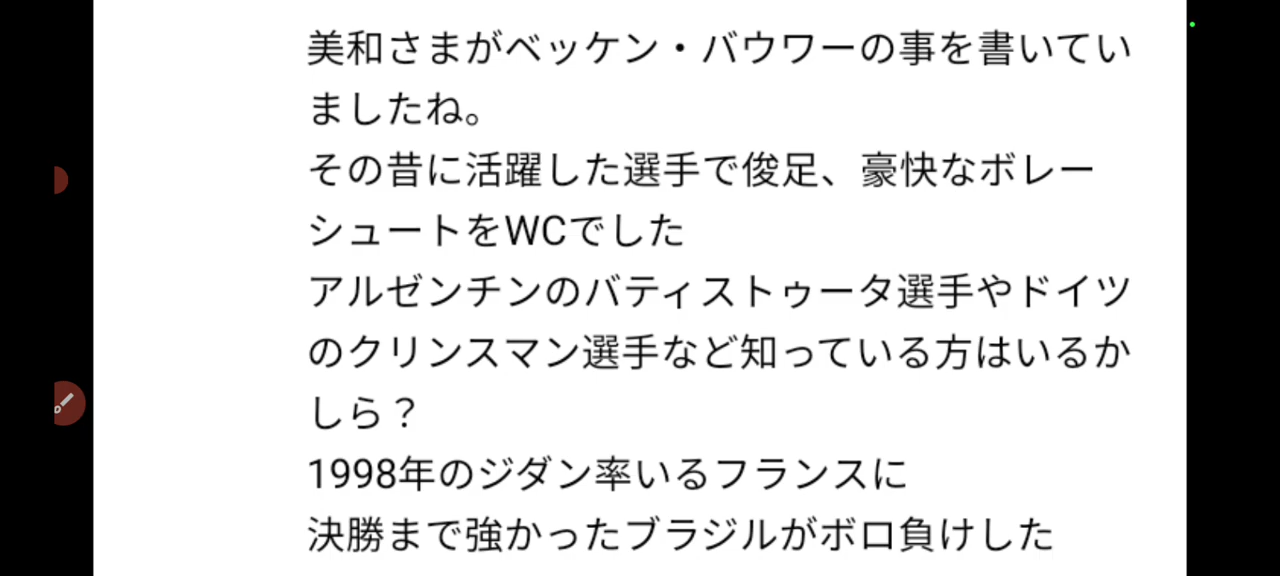 美和さまがベッケン・バウワーの事を書いてい
ましたね。
その昔に活躍した選手で俊足、豪快なボレー
シュートをWCでした
アルゼンチンのバティストゥータ選手やドイツ
のクリンスマン選手など知っている方はいるか
しら？
1998年のジダン率いるフランスに
決勝まで強かったブラジルがボロ負けした